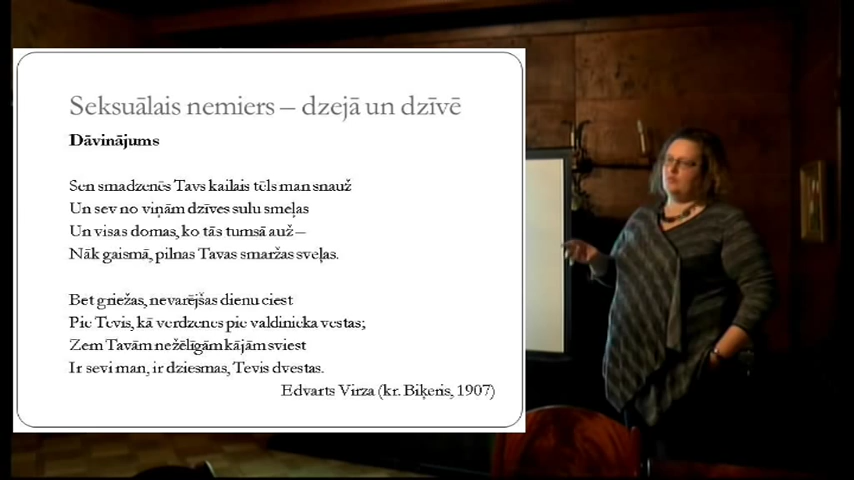 Seksuālais nemiers – dzejā un dzīvē
Dāvinājums
Sen smadzenēs Tavs kailais tēls man snauž
Un sev no viņām dzīves sulu smeļas
Un visas domas, ko tās tumsā auž –
Nāk gaismā, pilnas Tavas smaržas sveļas.
Bet griežas, nevarējšas dienu ciest
Pie Tevis, kā verdzenes pie valdinieka vestas;
Zem Tavām nežēlīgām kājām sviest
Ir sevi man, ir dziesmas, Tevis dvestas.
Edvarts Virza (kr. Biķeris, 1907)